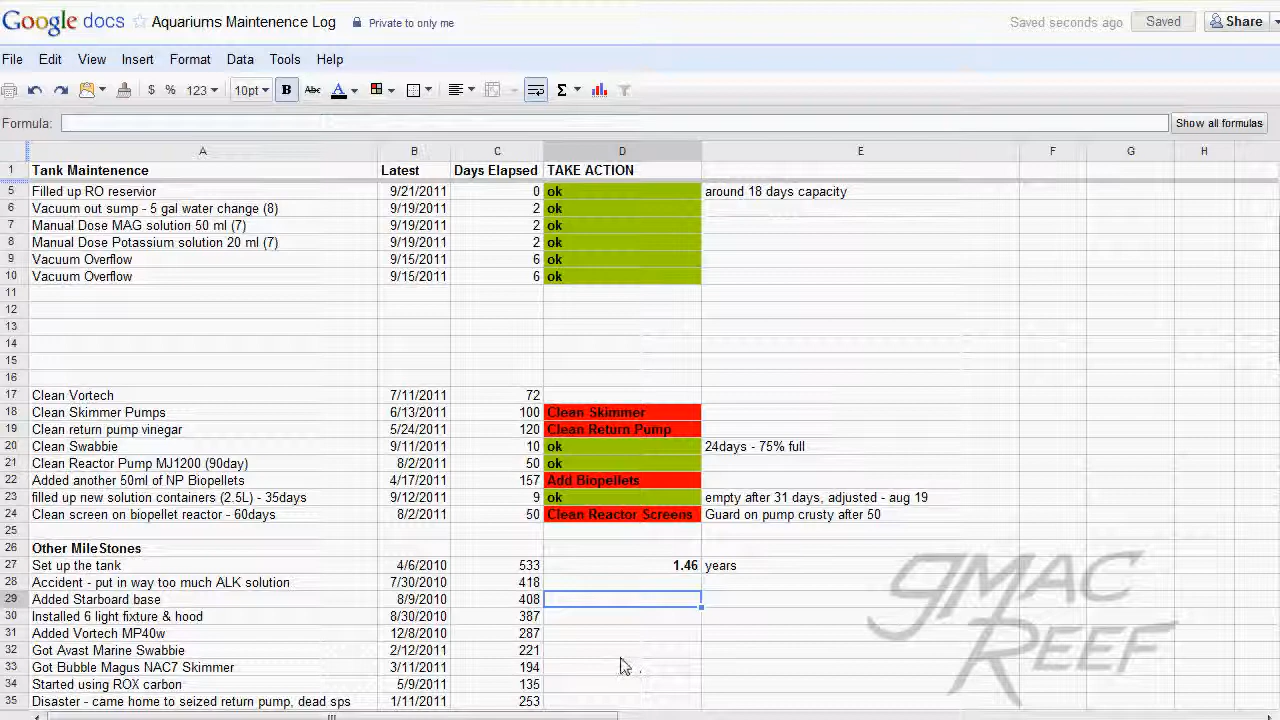 Google docs Aquariums Maintenence Log Private to only me Saved seconds ago Saved Share
File Edit View Insert Format Data Tools Help
$ % 123 10pt B Abc A Σ
Formula: Show all formulas
A B C D E F G H
1 Tank Maintenence Latest Days Elapsed TAKE ACTION
5 Filled up RO reservior 9/21/2011 0 ok around 18 days capacity
6 Vacuum out sump - 5 gal water change (8) 9/19/2011 2 ok
7 Manual Dose MAG solution 50 ml (7) 9/19/2011 2 ok
8 Manual Dose Potassium solution 20 ml (7) 9/19/2011 2 ok
9 Vacuum Overflow 9/15/2011 6 ok
10 Vacuum Overflow 9/15/2011 6 ok
11
12
13
14
15
16
17 Clean Vortech 7/11/2011 72
18 Clean Skimmer Pumps 6/13/2011 100 Clean Skimmer
19 Clean return pump vinegar 5/24/2011 120 Clean Return Pump
20 Clean Swabbie 9/11/2011 10 ok 24days - 75% full
21 Clean Reactor Pump MJ1200 (90day) 8/2/2011 50 ok
22 Added another 50ml of NP Biopellets 4/17/2011 157 Add Biopellets
23 filled up new solution containers (2.5L) - 35days 9/12/2011 9 ok empty after 31 days, adjusted - aug 19
24 Clean screen on biopellet reactor - 60days 8/2/2011 50 Clean Reactor Screens Guard on pump crusty after 50
25
26 Other MileStones
27 Set up the tank 4/6/2010 533 1.46 years
28 Accident - put in way too much ALK solution 7/30/2010 418
29 Added Starboard base 8/9/2010 408
30 Installed 6 light fixture & hood 8/30/2010 387
31 Added Vortech MP40w 12/8/2010 287
32 Got Avast Marine Swabbie 2/12/2011 221
33 Got Bubble Magus NAC7 Skimmer 3/11/2011 194
34 Started using ROX carbon 5/9/2011 135
35 Disaster - came home to seized return pump, dead sps 1/11/2011 253
gMAC
REEF